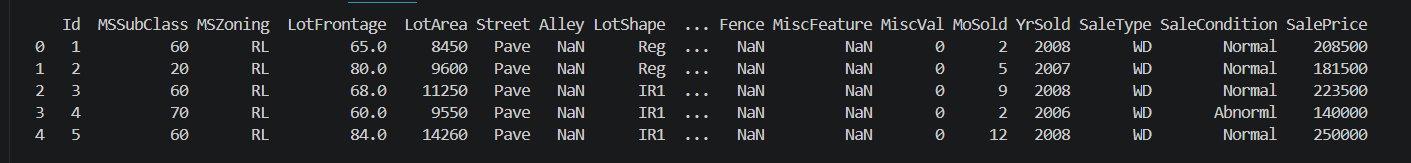 Id MSSubClass MSZoning LotFrontage LotArea Street Alley LotShape ... Fence MiscFeature MiscVal MoSold YrSold SaleType SaleCondition SalePrice
0 1 60 RL 65.0 8450 Pave NaN Reg ... NaN NaN 0 2 2008 WD Normal 208500
1 2 20 RL 80.0 9600 Pave NaN Reg ... NaN NaN 0 5 2007 WD Normal 181500
2 3 60 RL 68.0 11250 Pave NaN IR1 ... NaN NaN 0 9 2008 WD Normal 223500
3 4 70 RL 60.0 9550 Pave NaN IR1 ... NaN NaN 0 2 2006 WD Abnorml 140000
4 5 60 RL 84.0 14260 Pave NaN IR1 ... NaN NaN 0 12 2008 WD Normal 250000